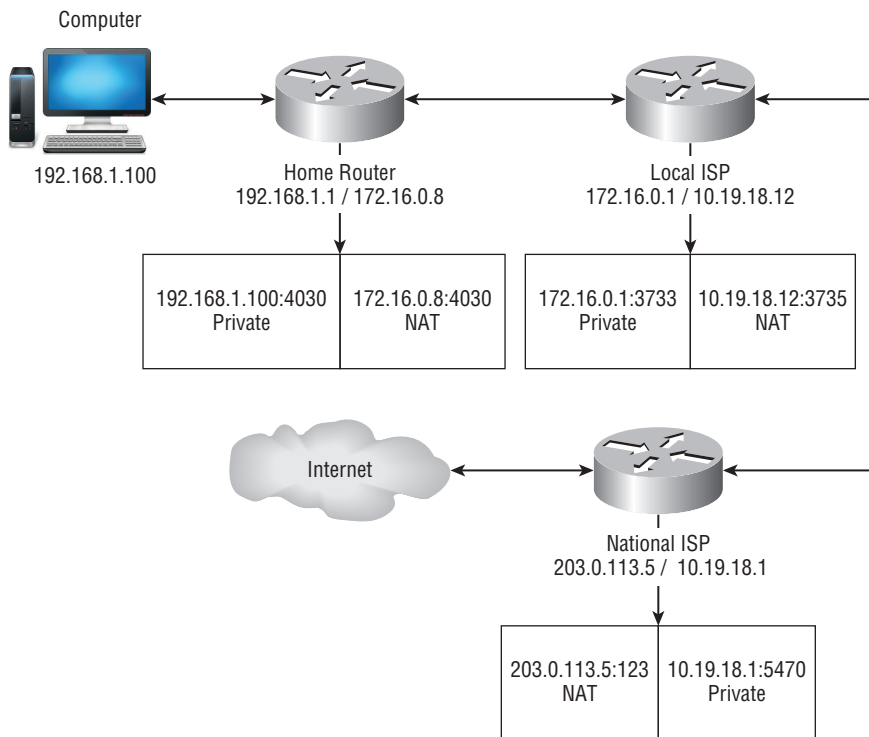 Computer
192.168.1.100
Home Router
192.168.1.1 / 172.16.0.8
Local ISP
172.16.0.1 / 10.19.18.12
192.168.1.100:4030
Private
172.16.0.8:4030
NAT
172.16.0.1:3733
Private
10.19.18.12:3735
NAT
Internet
National ISP
203.0.113.5 / 10.19.18.1
203.0.113.5:123
NAT
10.19.18.1:5470
Private